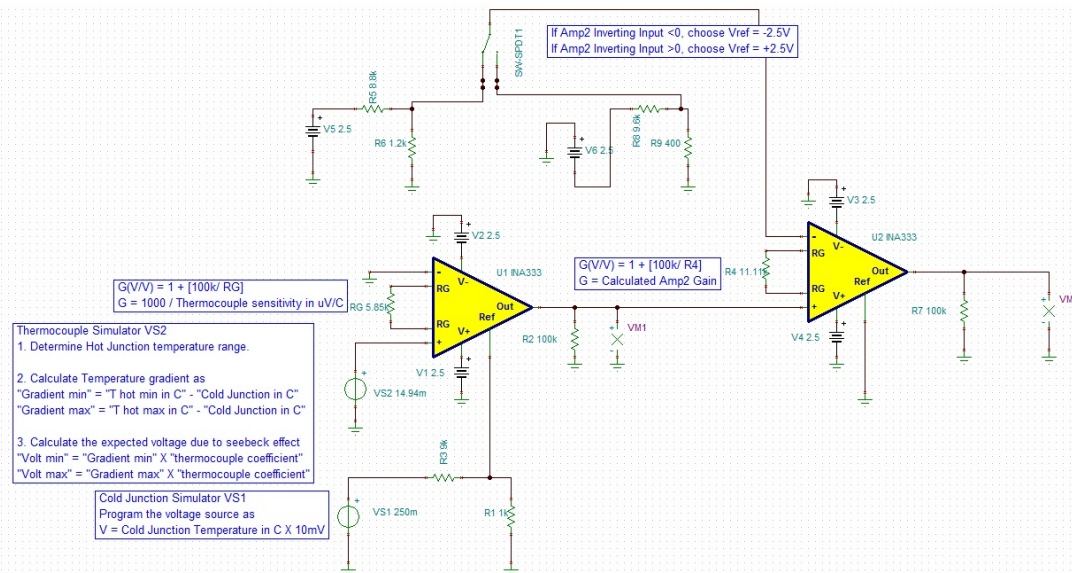 If Amp2 Inverting Input <0, choose Vref = -2.5V
If Amp2 Inverting Input >0, choose Vref = +2.5V
SW-SPDT1
R5 8.8k
V5 2.5
R6 1.2k
V6 2.5
R8 9.6k
R9 400
V3 2.5
U2 INA333
-
RG
V-
R4 11.11k
Out
RG
+
V+
Ref
V4 2.5
R7 100k
VM
+
-
V2 2.5
U1 INA333
-
RG
V-
RG 5.85k
Out
RG
Ref
+
V+
V1 2.5
R2 100k
VM1
+
-
G(V/V) = 1 + [100k/ R4]
G = Calculated Amp2 Gain
G(V/V) = 1 + [100k/ RG]
G = 1000 / Thermocouple sensitivity in uV/C
Thermocouple Simulator VS2
1. Determine Hot Junction temperature range.
2. Calculate Temperature gradient as
"Gradient min" = "T hot min in C" - "Cold Junction in C"
"Gradient max" = "T hot max in C" - "Cold Junction in C"
3. Calculate the expected voltage due to seebeck effect
"Volt min" = "Gradient min" X "thermocouple coefficient"
"Volt max" = "Gradient max" X "thermocouple coefficient"
VS2 14.94m
R3 9k
Cold Junction Simulator VS1
Program the voltage source as
V = Cold Junction Temperature in C X 10mV
VS1 250m
R1 1k